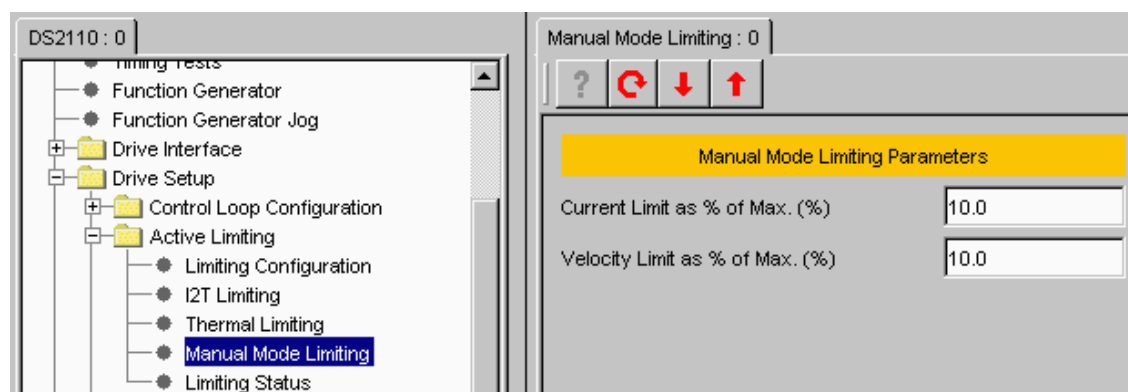 DS2110 : 0
Timing Tests
Function Generator
Function Generator Jog
Drive Interface
Drive Setup
Control Loop Configuration
Active Limiting
Limiting Configuration
I2T Limiting
Thermal Limiting
Manual Mode Limiting
Limiting Status
Manual Mode Limiting : 0
?
Manual Mode Limiting Parameters
Current Limit as % of Max. (%) 10.0
Velocity Limit as % of Max. (%) 10.0